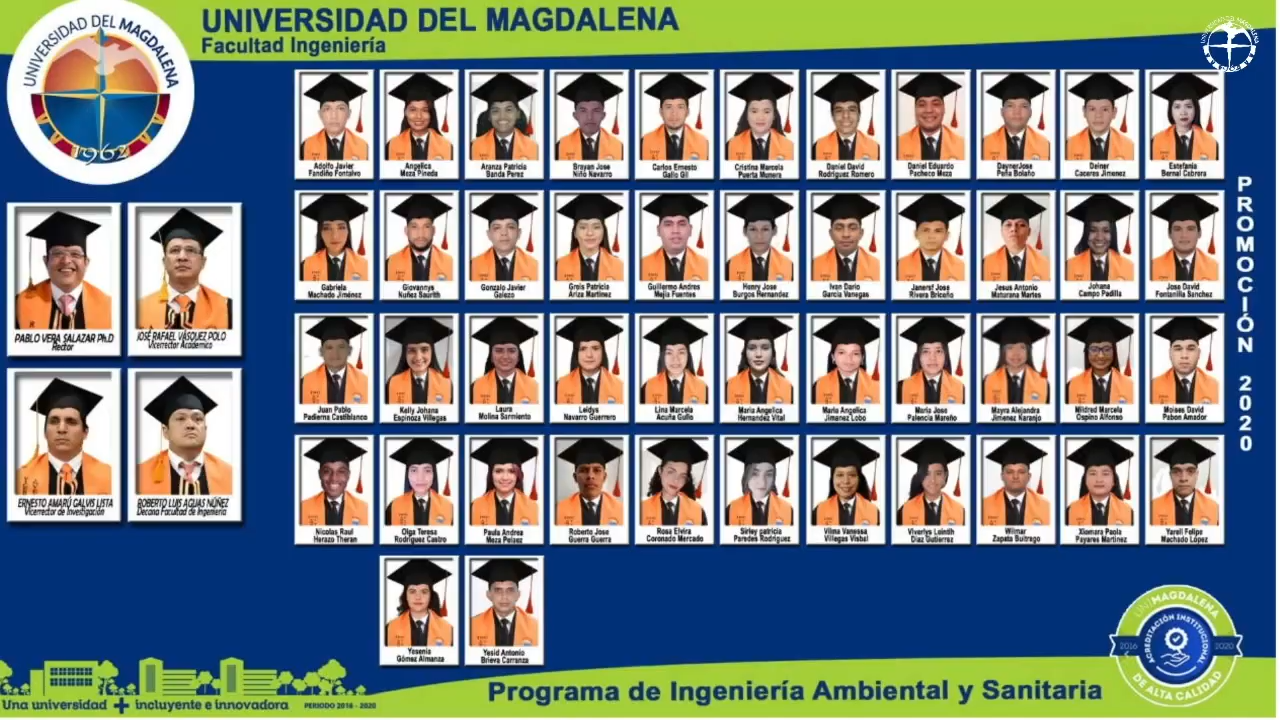 UNIVERSIDAD DEL MAGDALENA
Facultad Ingeniería
UNIVERSIDAD DEL MAGDALENA
1962
PROMOCIÓN 2020
PABLO VERA SALAZAR Ph.D
Rector
JOSÉ RAFAEL VÁSQUEZ POLO
Vicerrector Académico
ERNESTO AMARÚ GALVIS LISTA
Vicerrector de Investigación
ROBERTO LUIS AGUAS NÚÑEZ
Decano Facultad de Ingeniería
Adolfo Javier
Fandiño Fontalvo
Angelica
Meza Pineda
Aranza Patricia
Banda Perez
Brayan Jose
Niñó Navarro
Carlos Ernesto
Gallo Gil
Cristina Marcela
Puerta Munera
Daniel David
Rodríguez Romero
Daniel Eduardo
Pacheco Meza
DaynerJose
Peña Bolaño
Deiner
Caceres Jimenez
Estefania
Bernal Cabrera
Gabriela
Machado Jiménez
Giovannys
Nuñez Saurith
Gonzalo Javier
Galezo
Greis Patricia
Ariza Martinez
Guillermo Andres
Mejia Fuentes
Henry Jose
Burgos Hernandez
Ivan Dario
Garcia Vanegas
Janerst Jose
Rivera Briceño
Jesus Antonio
Maturana Martes
Johana
Campo Padilla
Jose David
Fontanilla Sanchez
Juan Pablo
Padierna Castiblanco
Kelly Johana
Espinoza Villegas
Laura
Molina Sarmiento
Leidys
Navarro Guerrero
Lina Marcela
Acuña Gullo
Maria Angelica
Hernandez Vital
Maria Angelica
Jimenez Lobo
Maria Jose
Palencia Mareño
Mayra Alejandra
Jimenez Naranjo
Mildred Marcela
Ospino Alfonso
Moises David
Pabon Amador
Nicolas Raul
Herazo Theran
Olga Teresa
Rodriguez Castro
Paula Andrea
Meza Pelaez
Roberto Jose
Guerra Guerra
Rosa Elvira
Coronado Mercado
Sirley patricia
Paredes Rodriguez
Vilma Vanessa
Villegas Visbal
Viverlys Leinith
Diaz Gutierrez
Wilmar
Zapata Buitrago
Xiomara Paola
Payares Martinez
Yarell Felipe
Machado López
Yesenia
Gómez Almanza
Yesid Antonio
Brieva Carranza
Una universidad + incluyente e innovadora
PERIODO 2016 - 2020
Programa de Ingeniería Ambiental y Sanitaria
UNIMAGDALENA
ACREDITACIÓN INSTITUCIONAL
2016
2020
DE ALTA CALIDAD